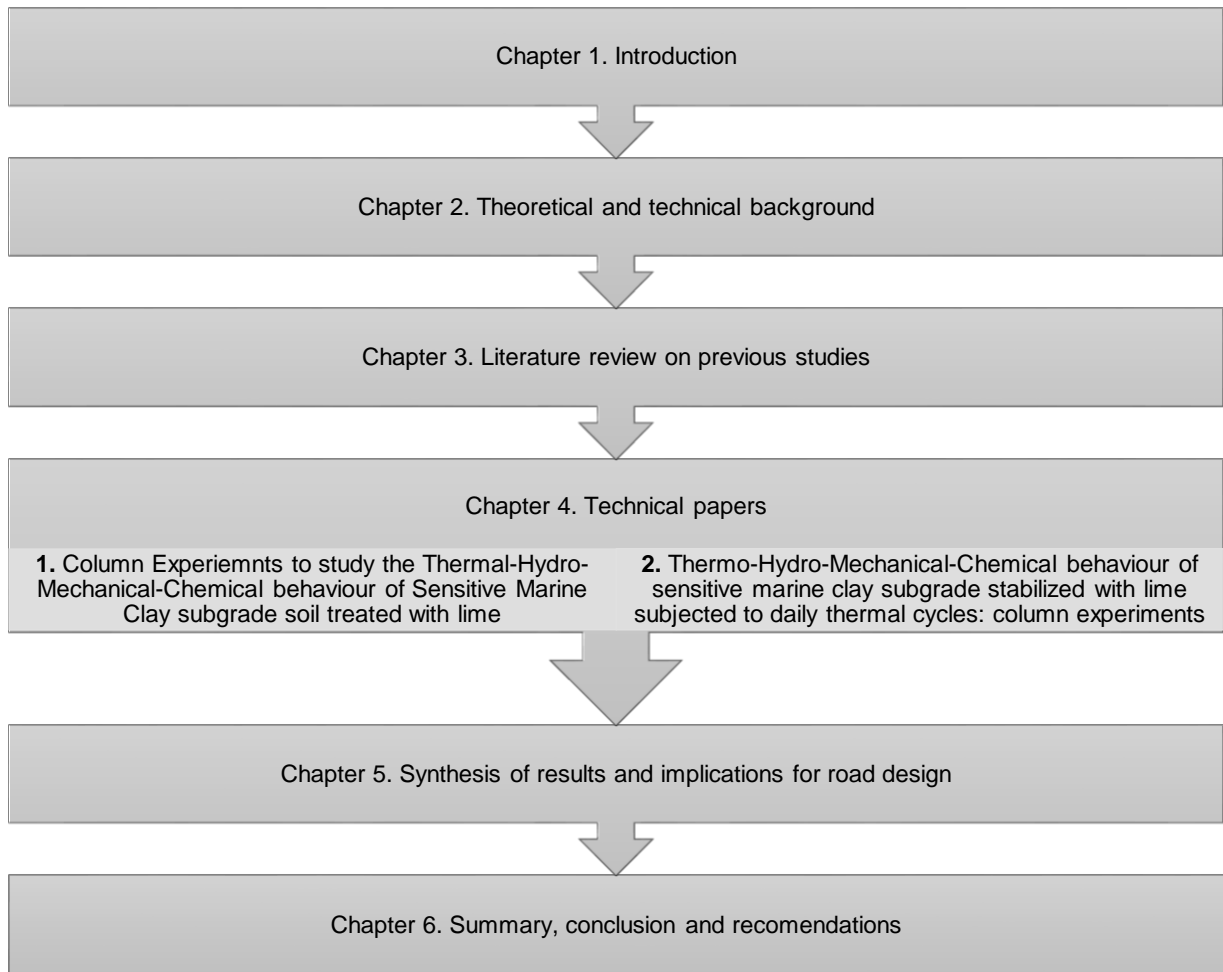 Chapter 1. Introduction
Chapter 2. Theoretical and technical background
Chapter 3. Literature review on previous studies
Chapter 4. Technical papers
1. Column Experiemnts to study the Thermal-Hydro-
Mechanical-Chemical behaviour of Sensitive Marine
Clay subgrade soil treated with lime
2. Thermo-Hydro-Mechanical-Chemical behaviour of
sensitive marine clay subgrade stabilized with lime
subjected to daily thermal cycles: column experiments
Chapter 5. Synthesis of results and implications for road design
Chapter 6. Summary, conclusion and recomendations